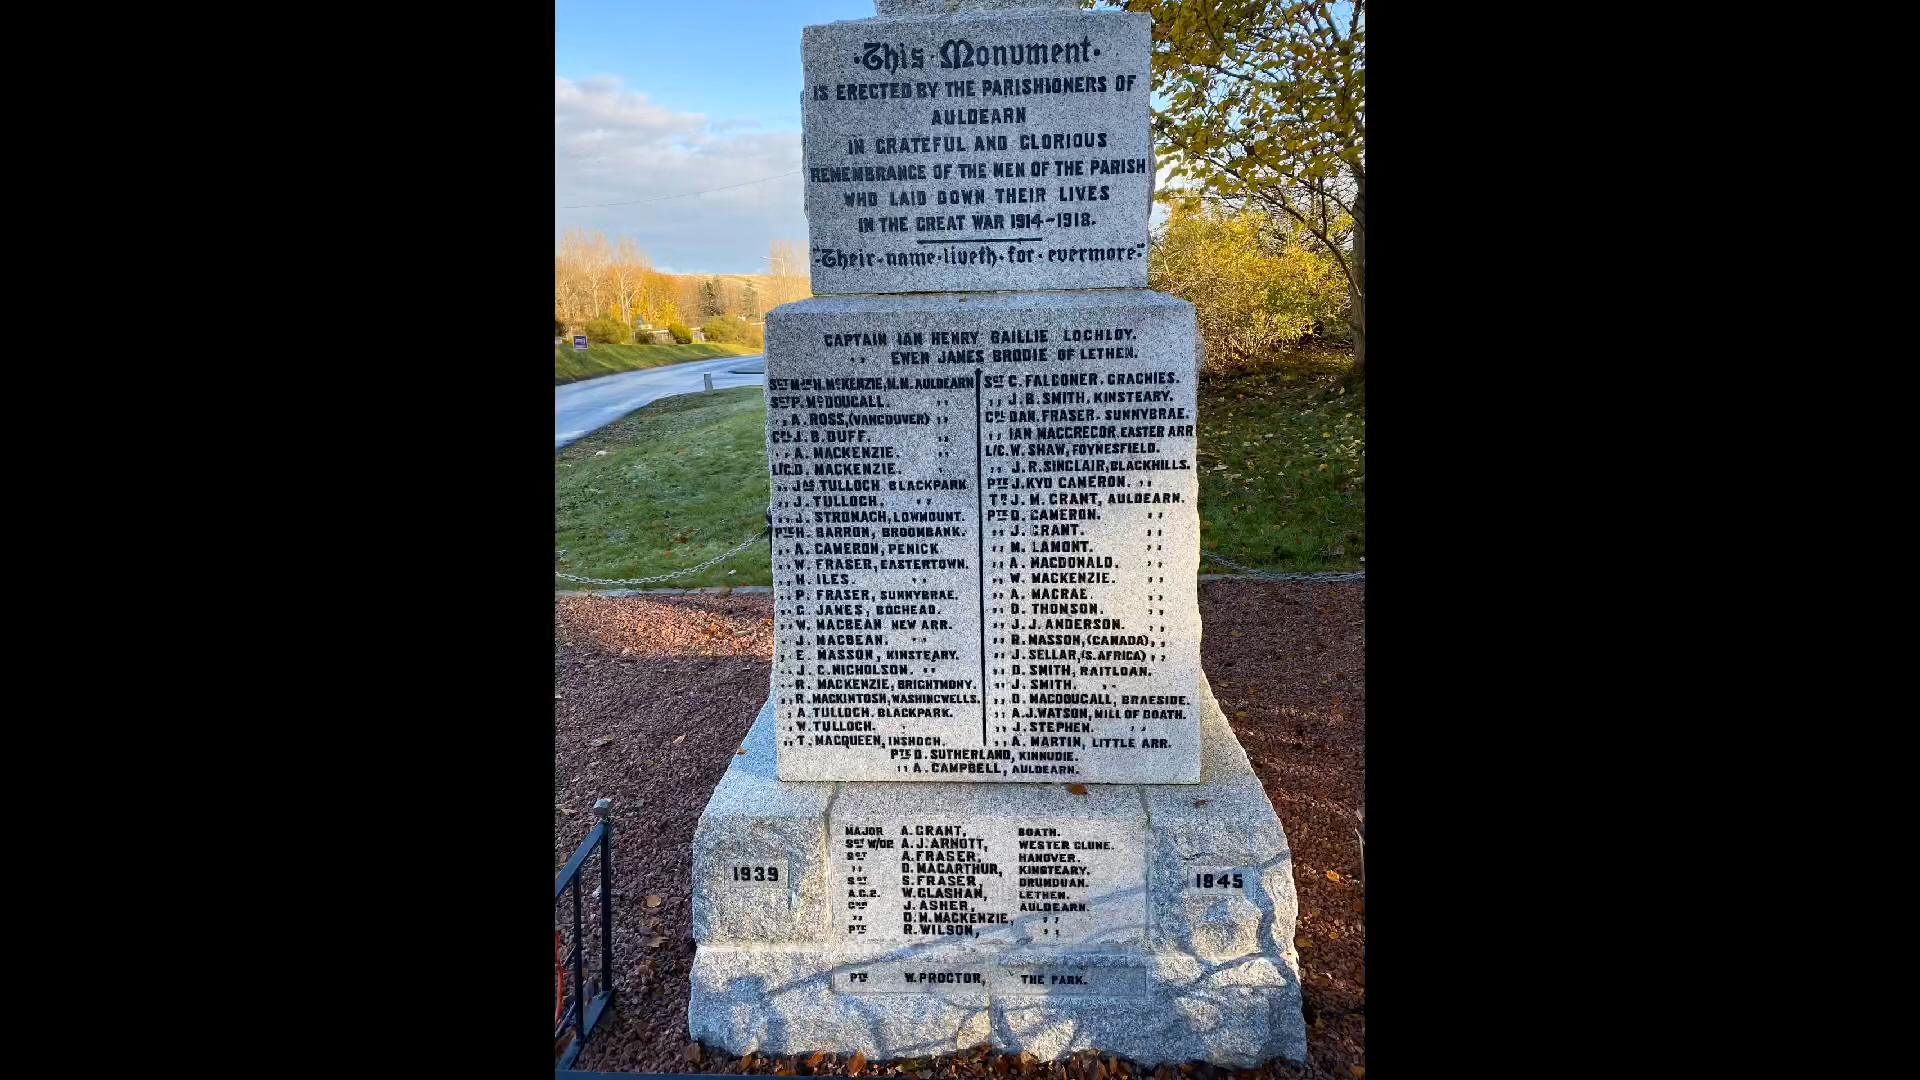 ·This·Monument·
IS ERECTED BY THE PARISHIONERS OF
AULDEARN
IN GRATEFUL AND GLORIOUS
REMEMBRANCE OF THE MEN OF THE PARISH
WHO LAID DOWN THEIR LIVES
IN THE GREAT WAR 1914-1918.
"Their·name·liveth·for·evermore."
CAPTAIN IAN HENRY BAILLIE LOCHLOY.
,, EWEN JAMES BRODIE OF LETHEN.
SGT MJR H. McKENZIE, M.M. AULDEARN
SGT P. McDOUGALL. ,,
,, A. ROSS, (VANCOUVER) ,,
CPL J. B. DUFF. ,,
,, A. MACKENZIE. ,,
L/C. D. MACKENZIE. ,,
,, JAS TULLOCH BLACKPARK
,, J. TULLOCH. ,,
,, J. STRONACH, LOWMOUNT.
PTE H. BARRON, BROOMBANK.
,, A. CAMERON, PENICK
,, W. FRASER, EASTERTOWN.
,, H. ILES. ,,
,, P. FRASER, SUNNYBRAE.
,, G. JAMES, BOGHEAD.
,, W. MACBEAN NEW ARR.
,, J. MACBEAN. ,,
,, E. MASSON, KINSTEARY.
,, J. C. NICHOLSON. ,,
,, R. MACKENZIE, BRIGHTMONY.
,, R. MACKINTOSH, WASHINGWELLS.
,, A. TULLOCH, BLACKPARK.
,, W. TULLOCH. ,
,, T. MACQUEEN, INSHOCH.
SGT C. FALCONER, GRACHIES.
,, J. B. SMITH, KINSTEARY.
CPL DAN. FRASER. SUNNYBRAE.
,, IAN MACGREGOR. EASTER ARR
L/C. W. SHAW, FOYNESFIELD.
,, J. R. SINCLAIR, BLACKHILLS.
PTE J. KYD CAMERON. ,,
TR J. M. GRANT, AULDEARN.
PTE D. CAMERON. ,,
,, J. GRANT. ,,
,, M. LAMONT. ,,
,, A. MACDONALD. ,,
,, W. MACKENZIE. ,,
,, A. MACRAE. ,,
,, D. THOMSON. ,,
,, J. J. ANDERSON. ,,
,, R. MASSON, (CANADA) ,,
,, J. SELLAR, (S. AFRICA) ,,
,, D. SMITH, RAITLOAN.
,, J. SMITH. ,,
,, D. MACDOUGALL, BRAESIDE.
,, A. J. WATSON, MILL OF BOATH.
,, J. STEPHEN. ,,
,, A. MARTIN, LITTLE ARR.
PTE D. SUTHERLAND, KINNUDIE.
,, A. CAMPBELL, AULDEARN.
1939
MAJOR A. GRANT, BOATH.
SGT W/OP. A. J. ARNOTT, WESTER CLUNE.
SGT A. FRASER, HANOVER.
,, D. MACARTHUR, KINSTEARY.
SGT S. FRASER, DRUMDUAN.
A.C.2. W. GLASHAN, LETHEN.
GNR J. ASHER, AULDEARN.
,, D. M. MACKENZIE, ,,
PTE R. WILSON, ,,
1945
PTE W. PROCTOR, THE PARK.